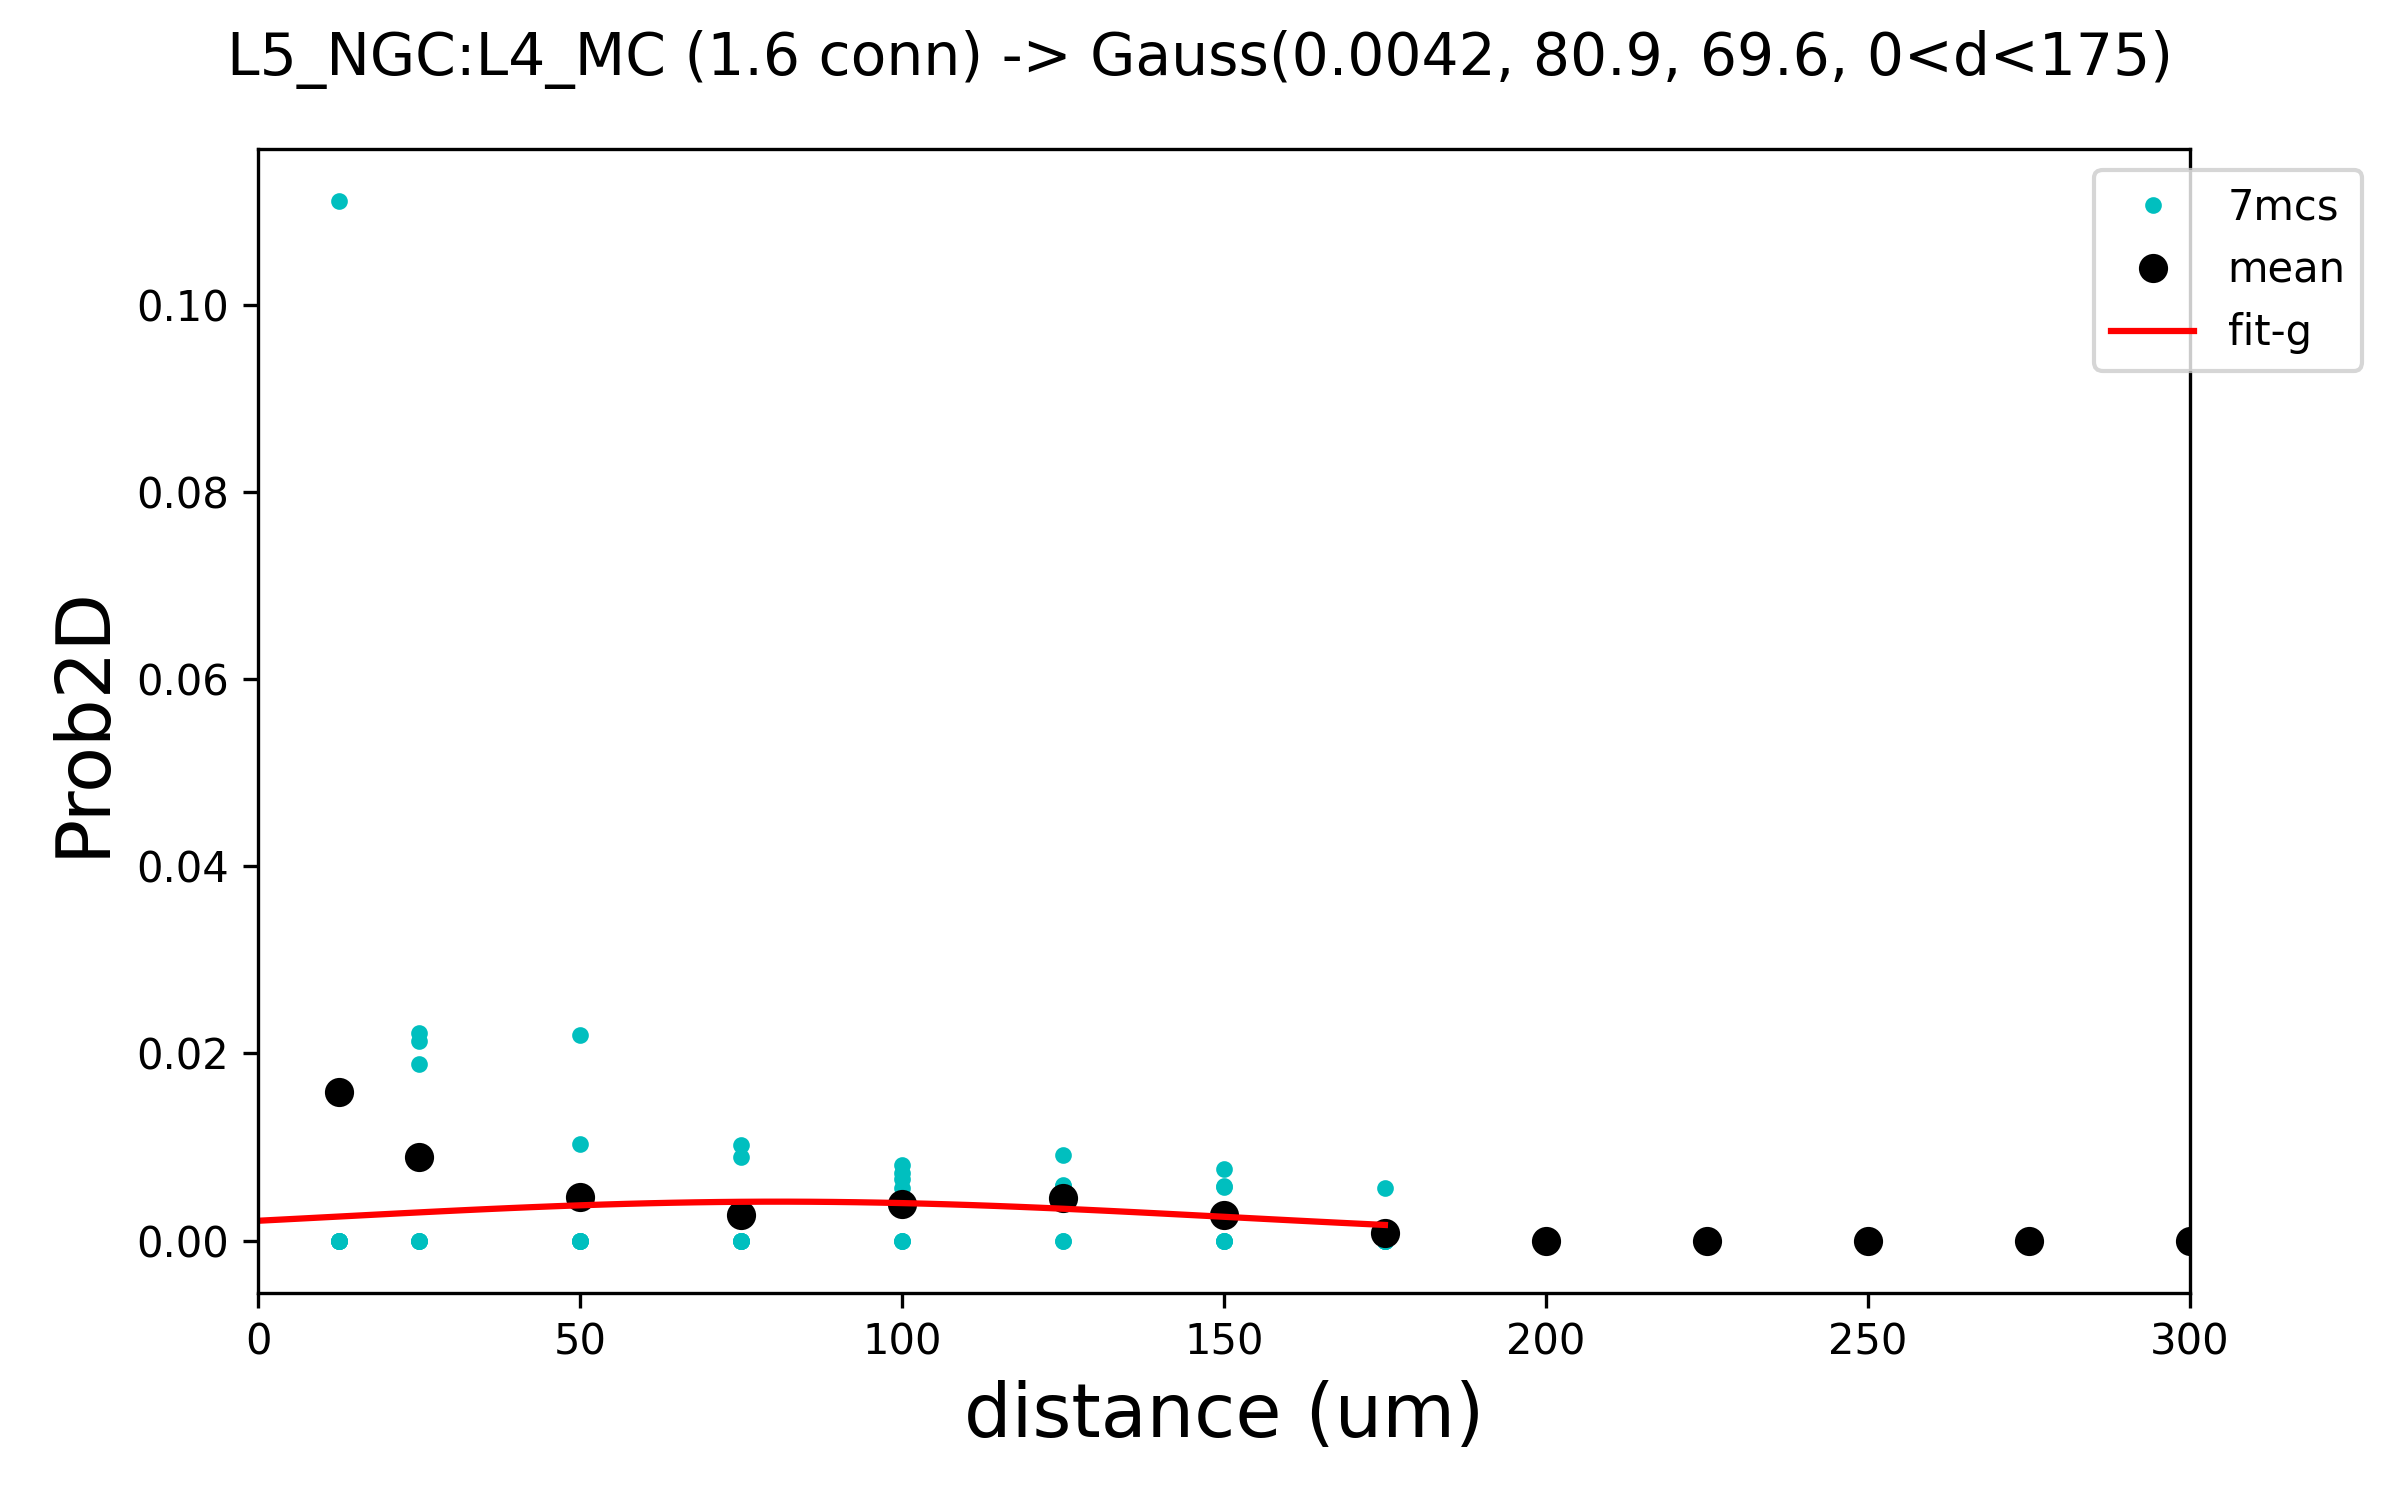 L5_NGC:L4_MC (1.6 conn) -> Gauss(0.0042, 80.9, 69.6, 0<d<175)
7mcs
mean
fit-g
Prob2D
0.10
0.08
0.06
0.04
0.02
0.00
0 50 100 150 200 250 300
distance (um)